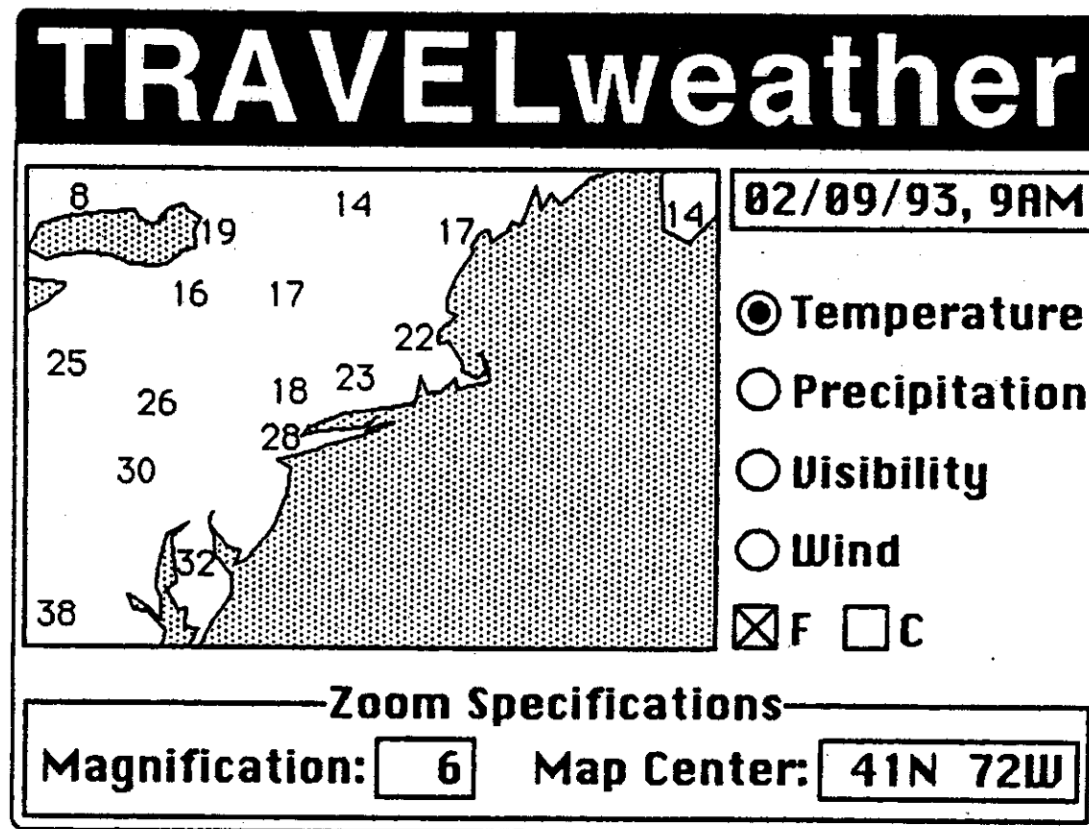 TRAVELweather
8
14
14
02/09/93, 9AM
19
17
16
17
Temperature
22
25
18
23
Precipitation
26
28
30
Visibility
32
Wind
38
F
C
Zoom Specifications
Magnification: 6 Map Center: 41N 72W